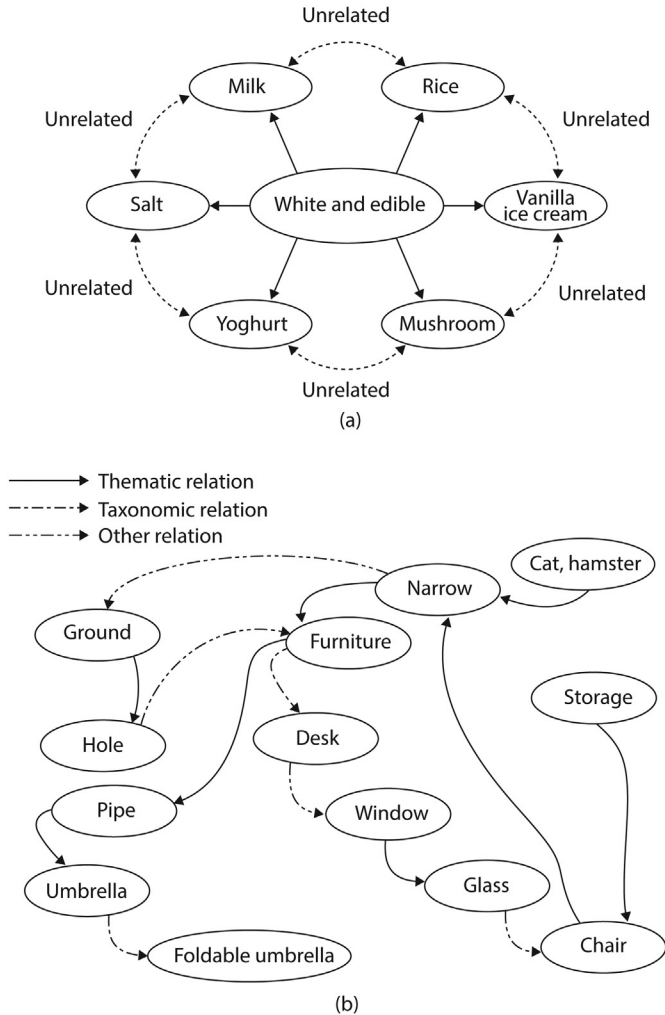 Unrelated
Milk
Rice
Unrelated
Unrelated
Salt
White and edible
Vanilla
ice cream
Unrelated
Unrelated
Yoghurt
Mushroom
Unrelated
(a)
Thematic relation
Taxonomic relation
Other relation
Cat, hamster
Narrow
Ground
Furniture
Storage
Hole
Desk
Pipe
Window
Umbrella
Glass
Chair
Foldable umbrella
(b)